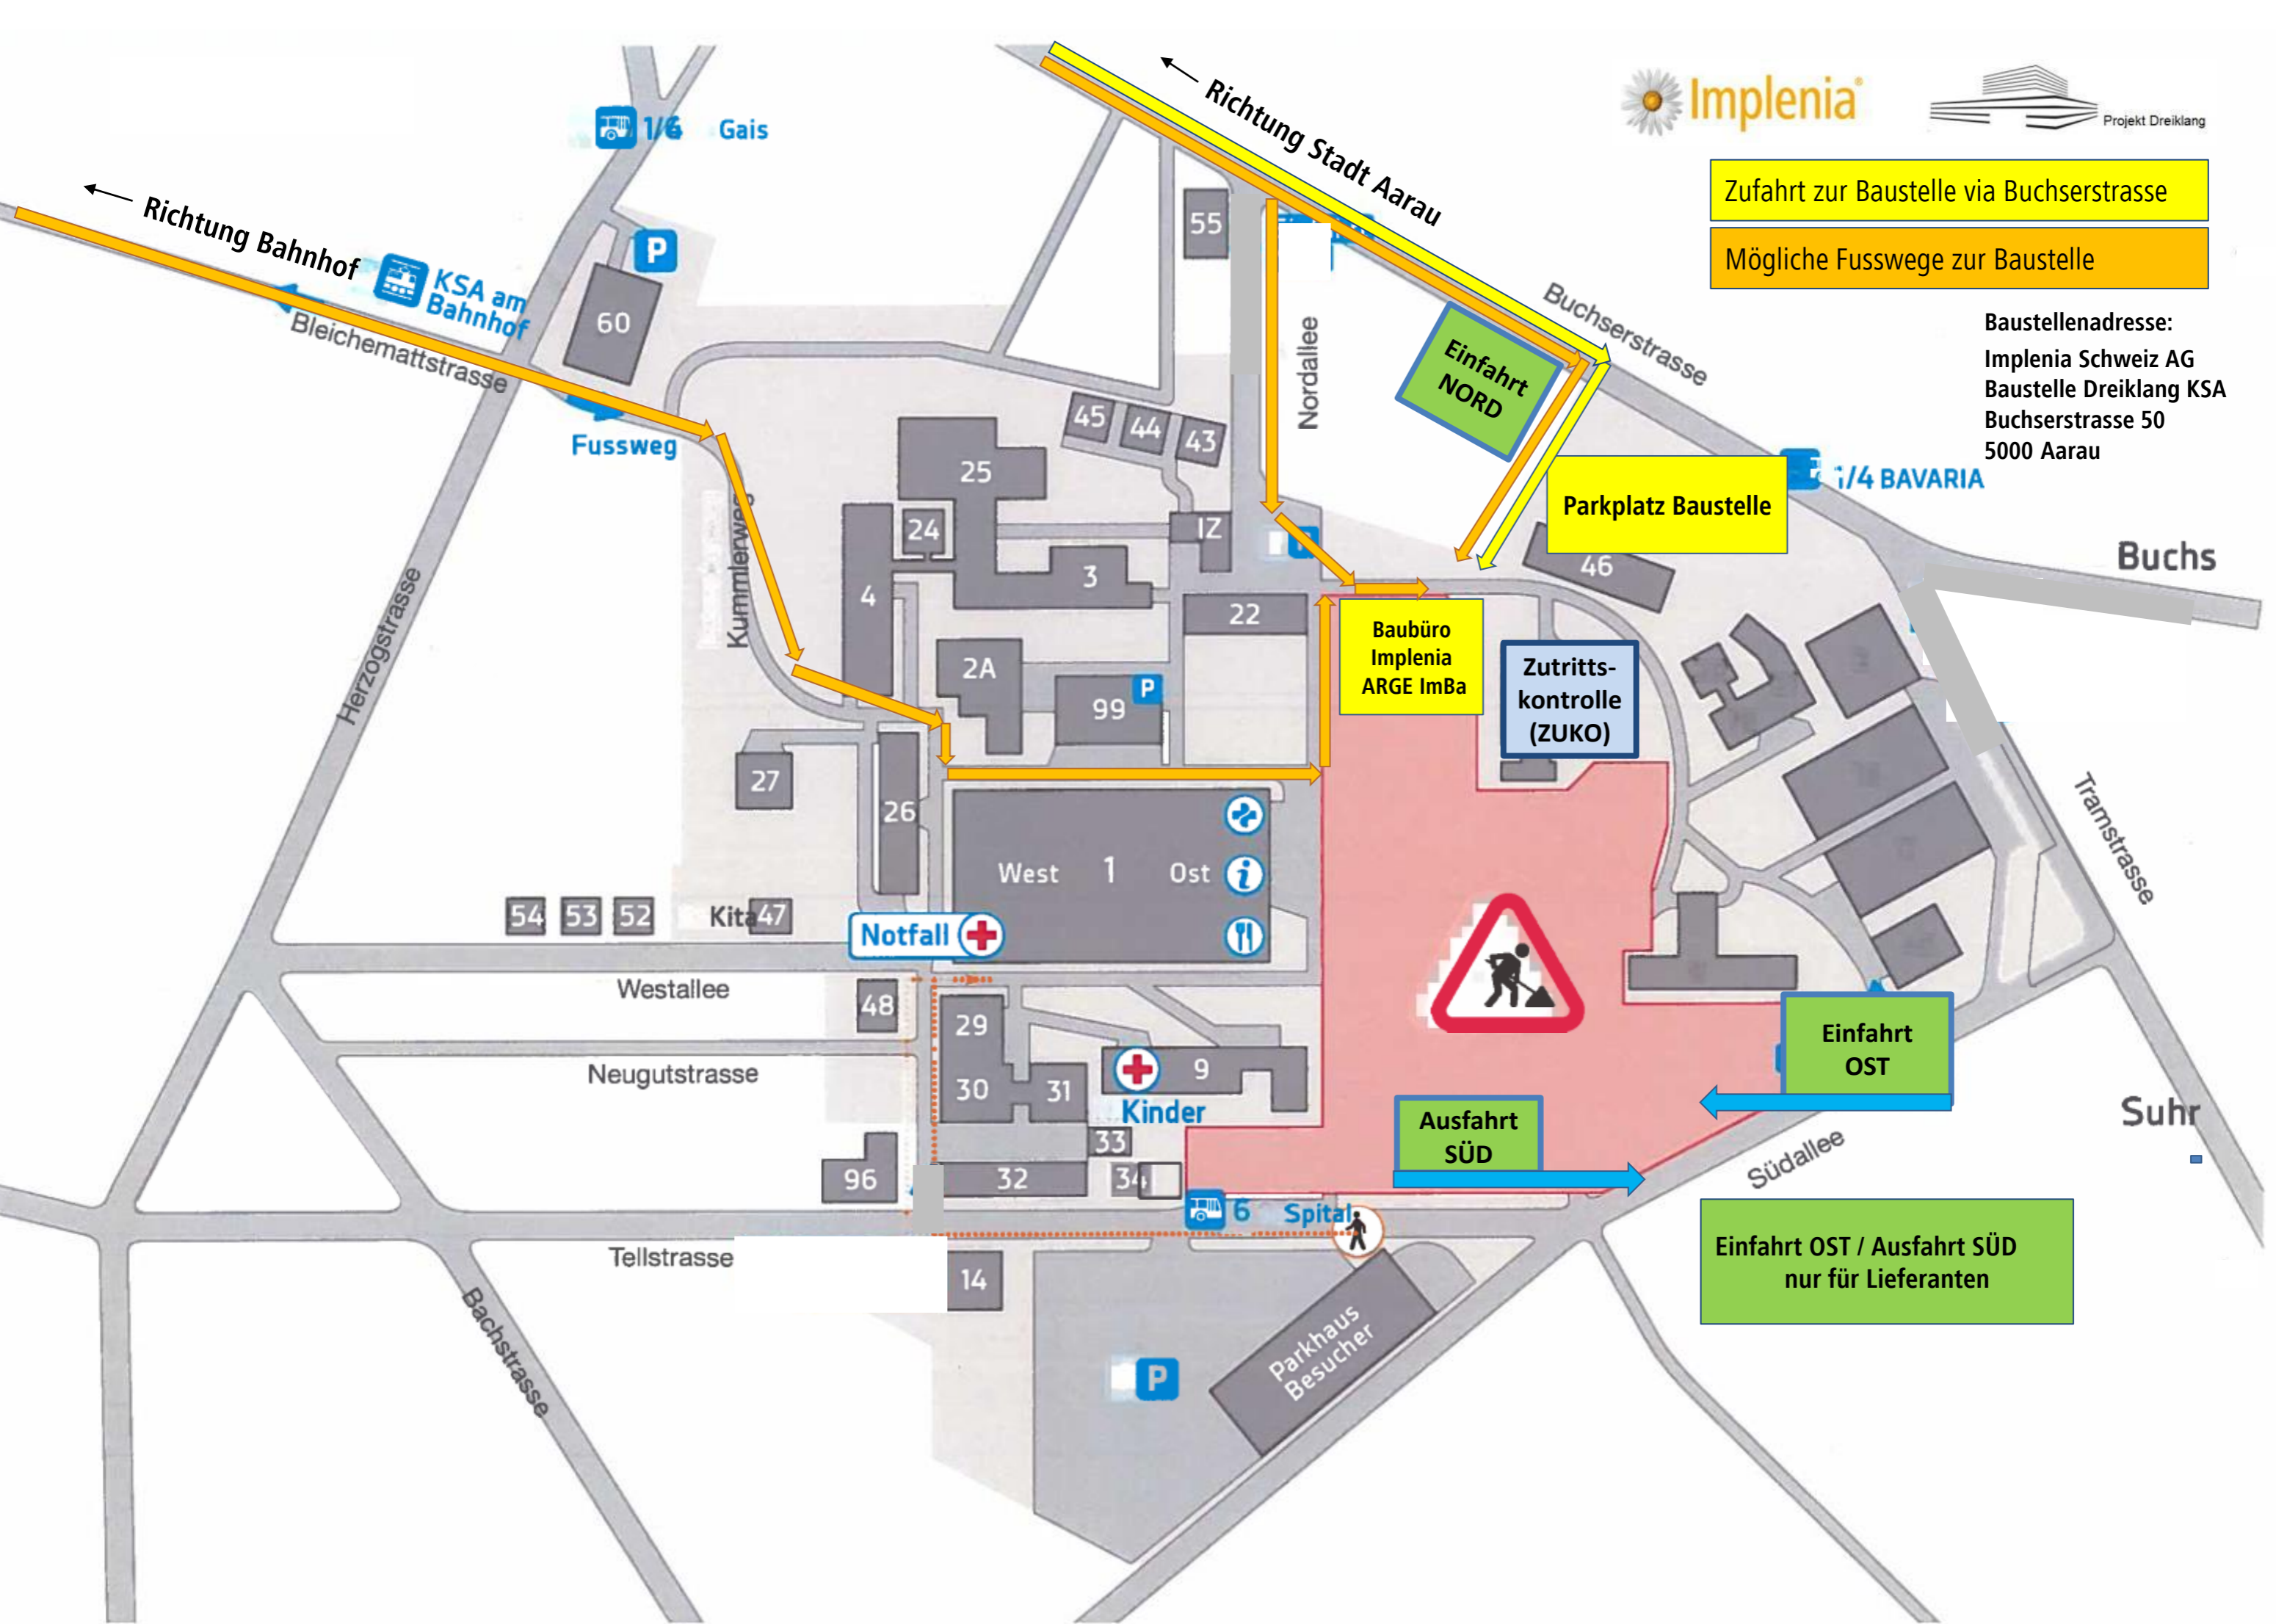 Richtung Stadt Aarau
Implenia
Projekt Dreiklang
Gais
Zufahrt zur Baustelle via Buchserstrasse
Mögliche Fusswege zur Baustelle
Richtung Bahnhof
KSA am
Bahnhof
P
55
60
Bleichemattstrasse
Fussweg
Nordallee
Buchserstrasse
Einfahrt
NORD
Baustellenadresse:
Implenia Schweiz AG
Baustelle Dreiklang KSA
Buchserstrasse 50
5000 Aarau
45
44
43
25
24
IZ
3
4
22
Parkplatz Baustelle
/4 BAVARIA
46
Buchs
Kummlerweg
Herzogstrasse
2A
99
P
Baubüro
Implenia
ARGE ImBa
Zutritts-
kontrolle
(ZUKO)
27
26
West 1 Ost
i
Tramstrasse
54
53
52
Kita
47
Notfall
Westallee
48
29
Neugutstrasse
30
31
9
Kinder
33
Einfahrt
OST
Ausfahrt
SÜD
Suhr
Südallee
96
32
34
6 Spital
Tellstrasse
14
Bachstrasse
P
Parkhaus
Besucher
Einfahrt OST / Ausfahrt SÜD
nur für Lieferanten